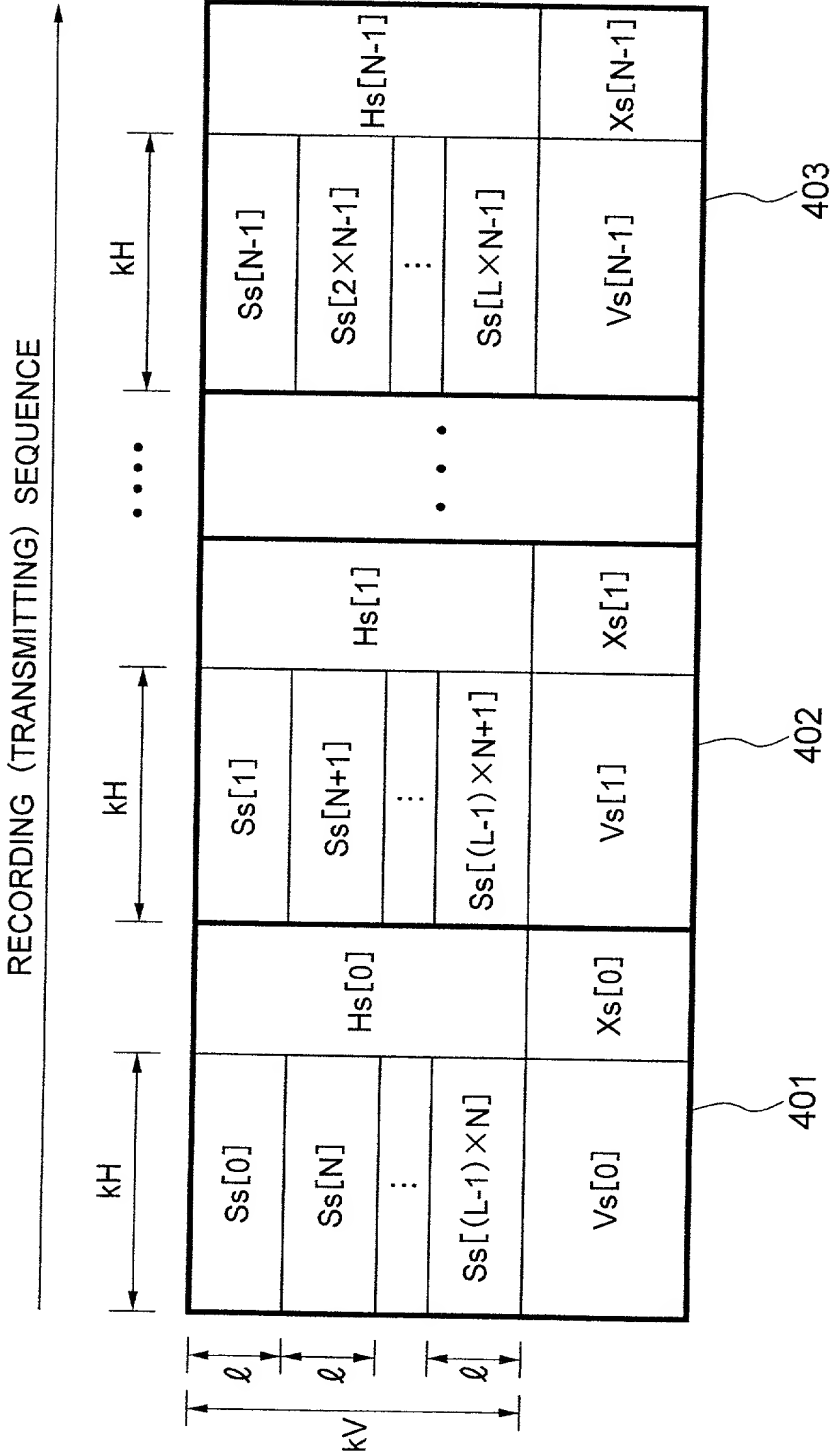 RECORDING (TRANSMITTING) SEQUENCE
kH
kH
••••
kH
ℓ
ℓ
ℓ
kV
Ss[0]
Ss[N]
⋮
Ss[(L-1)×N]
Vs[0]
Hs[0]
Xs[0]
Ss[1]
Ss[N+1]
⋮
Ss[(L-1)×N+1]
Vs[1]
Hs[1]
Xs[1]
• • •
Ss[N-1]
Ss[2×N-1]
⋮
Ss[L×N-1]
Vs[N-1]
Hs[N-1]
Xs[N-1]
401
402
403